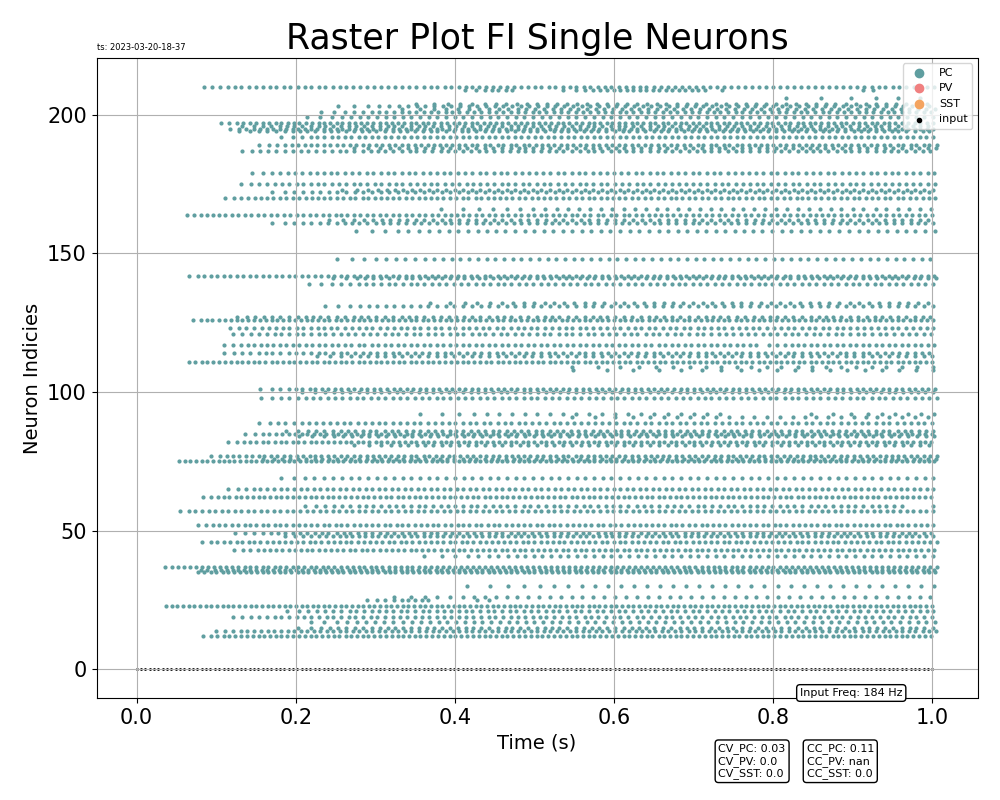 Raster Plot FI Single Neurons
ts: 2023-03-20-18-37
PC
PV
SST
input
Neuron Indicies
200
150
100
50
0
0.0 0.2 0.4 0.6 0.8 1.0
Input Freq: 184 Hz
Time (s)
CV_PC: 0.03
CV_PV: 0.0
CV_SST: 0.0
CC_PC: 0.11
CC_PV: nan
CC_SST: 0.0